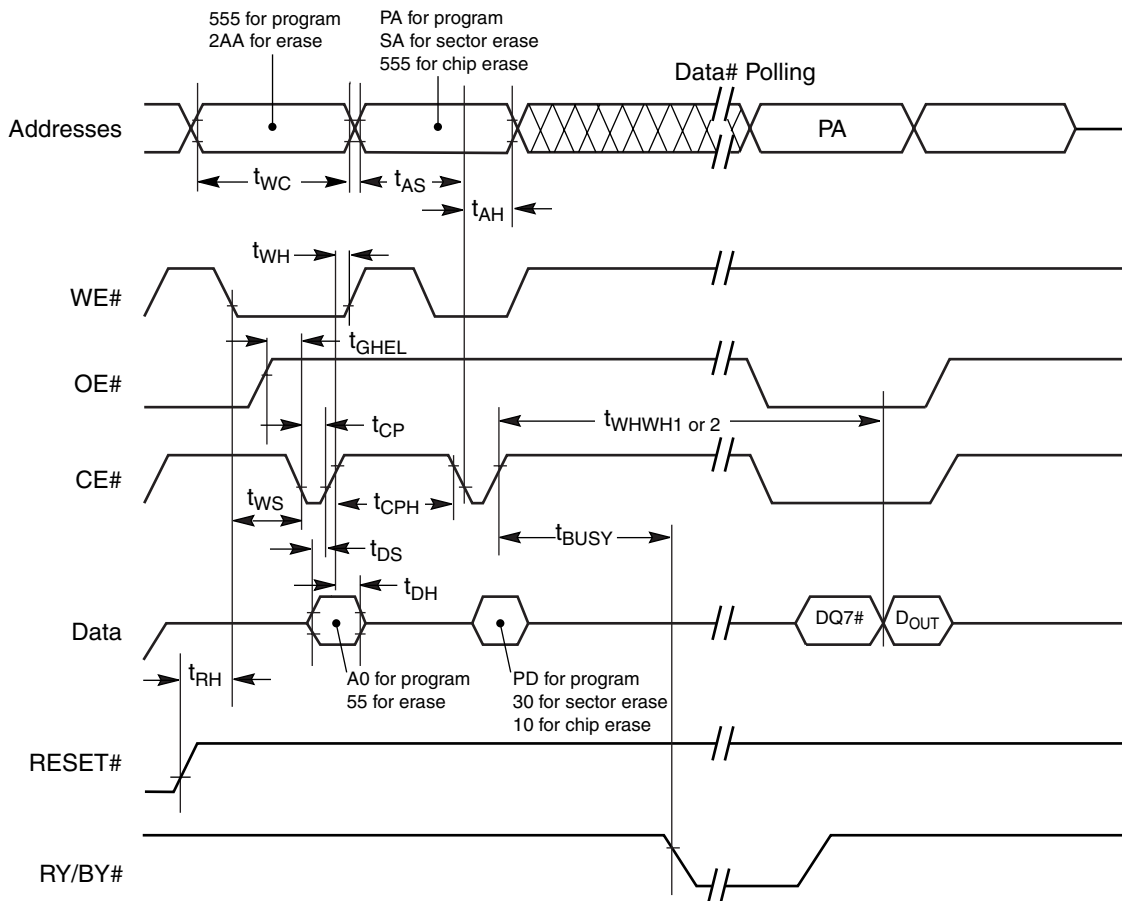 555 for program
2AA for erase
PA for program
SA for sector erase
555 for chip erase
Data# Polling
Addresses
PA
tWC
tAS
tAH
tWH
WE#
tGHEL
OE#
tWHWH1 or 2
tCP
CE#
tWS
tCPH
tBUSY
tDS
tDH
Data
DQ7#
DOUT
tRH
A0 for program
55 for erase
PD for program
30 for sector erase
10 for chip erase
RESET#
RY/BY#